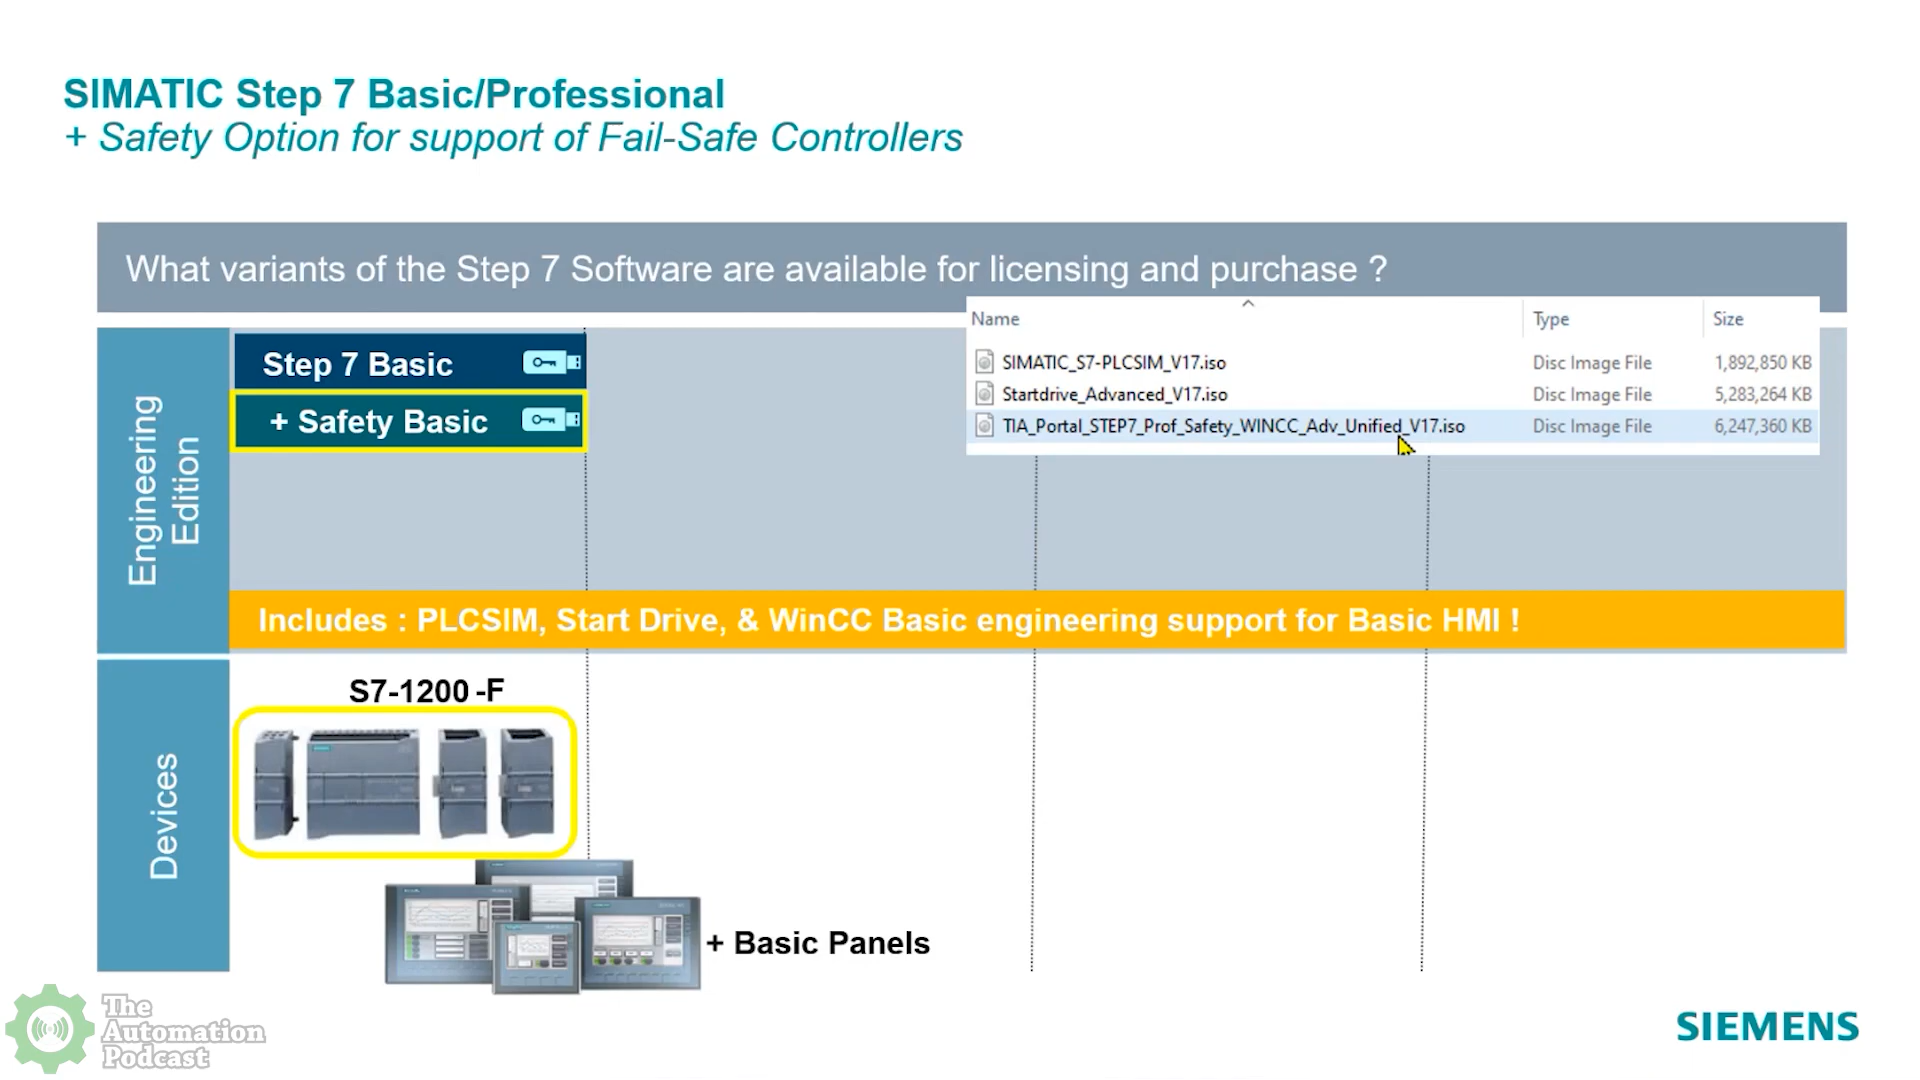 SIMATIC Step 7 Basic/Professional
+ Safety Option for support of Fail-Safe Controllers
What variants of the Step 7 Software are available for licensing and purchase ?
Name Type Size
SIMATIC_S7-PLCSIM_V17.iso Disc Image File 1,892,850 KB
Startdrive_Advanced_V17.iso Disc Image File 5,283,264 KB
TIA_Portal_STEP7_Prof_Safety_WINCC_Adv_Unified_V17.iso Disc Image File 6,247,360 KB
Engineering
Edition
Step 7 Basic
+ Safety Basic
Includes : PLCSIM, Start Drive, & WinCC Basic engineering support for Basic HMI !
Devices
S7-1200 -F
+ Basic Panels
The
Automation
Podcast
SIEMENS